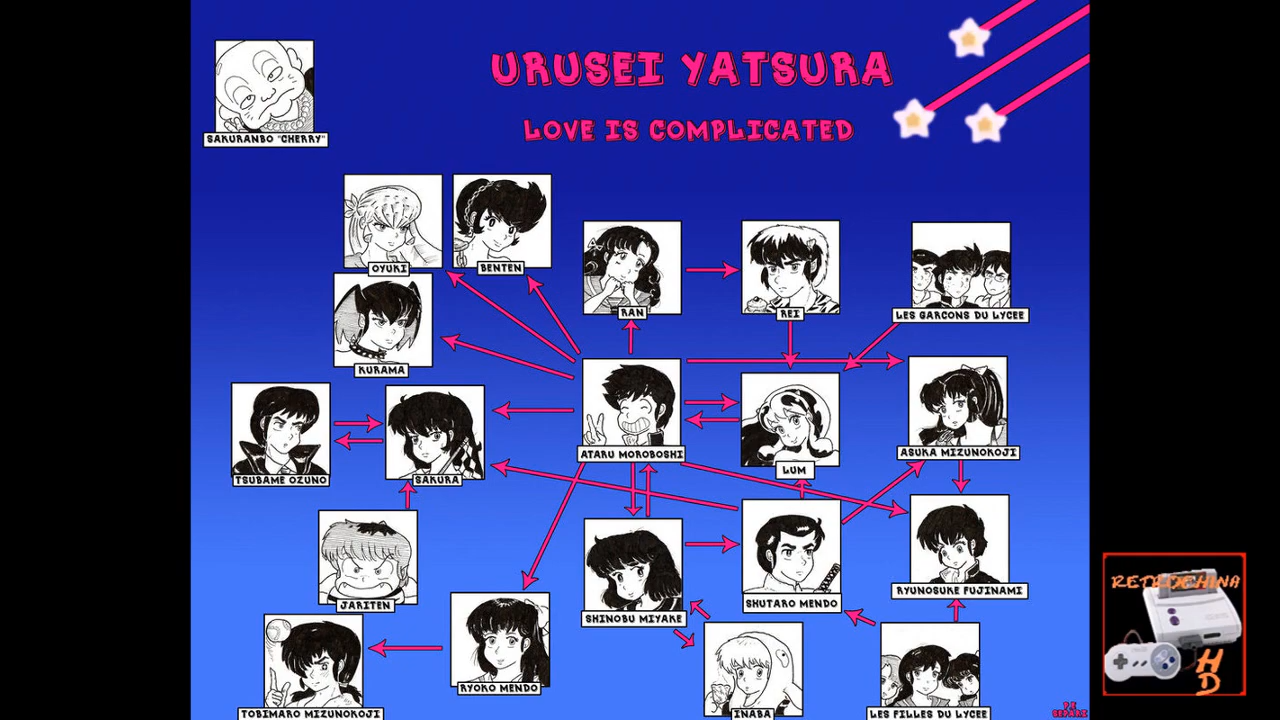 URUSEI YATSURA
LOVE IS COMPLICATED
SAKURANBO "CHERRY"
OYUKI
BENTEN
RAN
REI
LES GARCONS DU LYCEE
KURAMA
TSUBAME OZUNO
SAKURA
ATARU MOROBOSHI
LUM
ASUKA MIZUNOKOJI
JARITEN
SHINOBU MIYAKE
SHUTARO MENDO
RYUNOSUKE FUJINAMI
TOBIMARO MIZUNOKOJI
RYOKO MENDO
INABA
LES FILLES DU LYCEE
RETROCHINA
HD